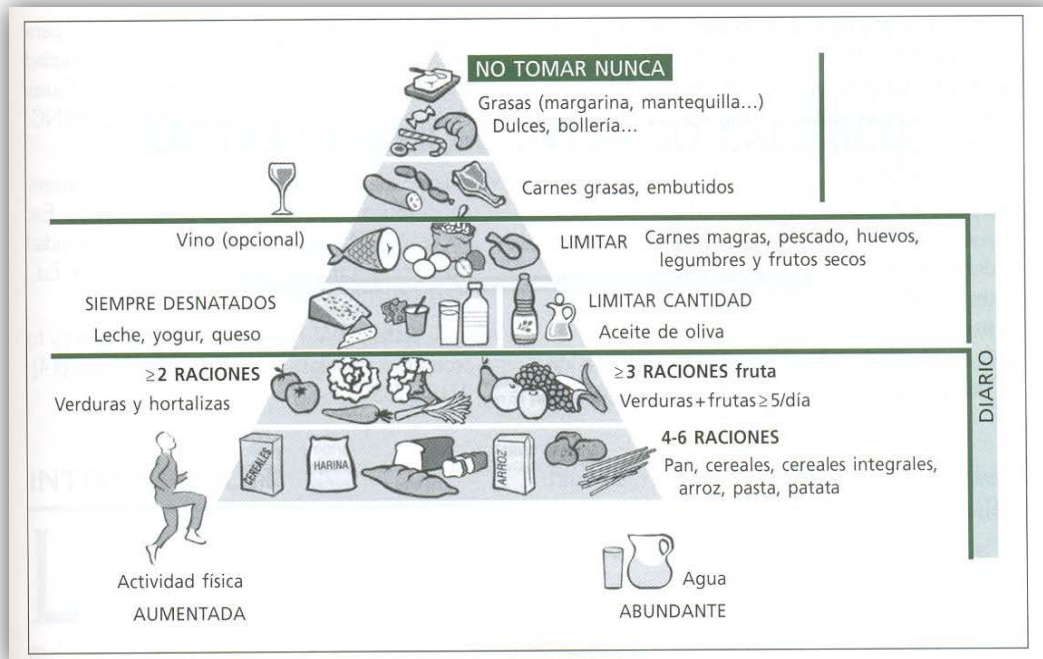 NO TOMAR NUNCA
Grasas (margarina, mantequilla...)
Dulces, bollería...
Carnes grasas, embutidos
Vino (opcional)
LIMITAR
Carnes magras, pescado, huevos,
legumbres y frutos secos
SIEMPRE DESNATADOS
Leche, yogur, queso
LIMITAR CANTIDAD
Aceite de oliva
≥2 RACIONES
Verduras y hortalizas
≥3 RACIONES fruta
Verduras+frutas≥5/día
DIARIO
4-6 RACIONES
Pan, cereales, cereales integrales,
arroz, pasta, patata
CEREALES
HARINA
ARROZ
Actividad física
AUMENTADA
Agua
ABUNDANTE